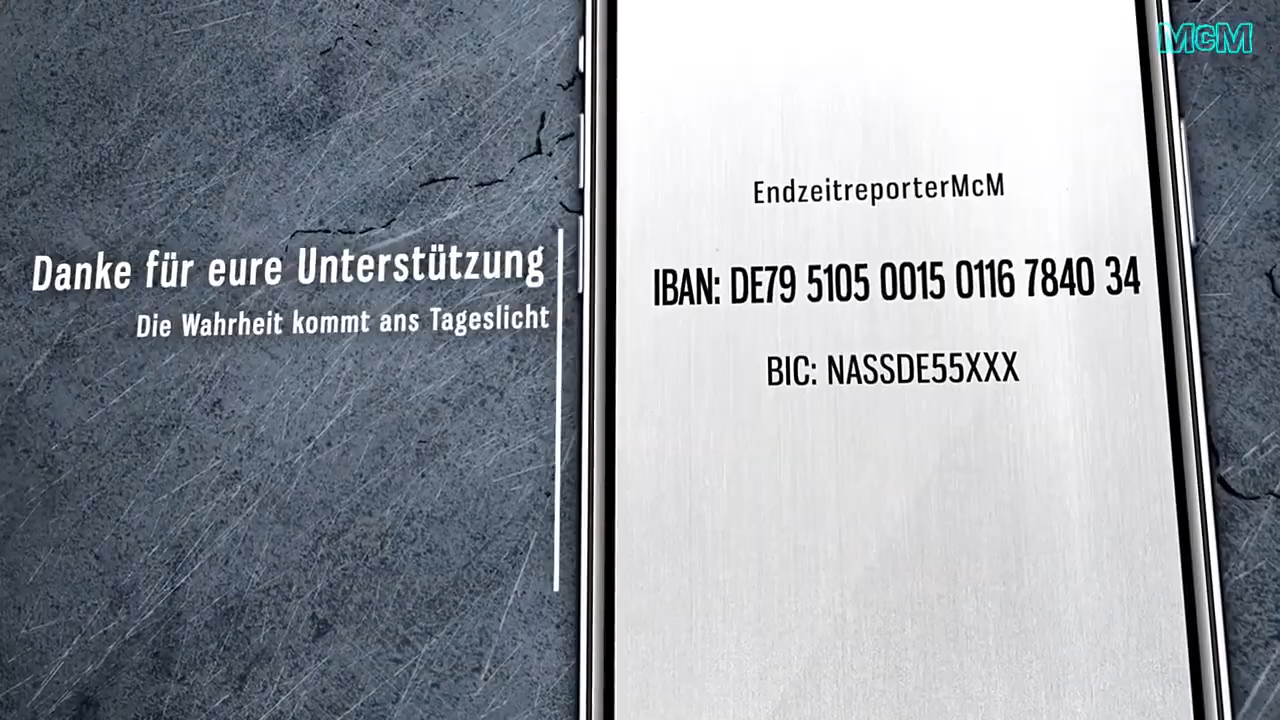 McM
Danke für eure Unterstützung
Die Wahrheit kommt ans Tageslicht
EndzeitreporterMcM
IBAN: DE79 5105 0015 0116 7840 34
BIC: NASSDE55XXX